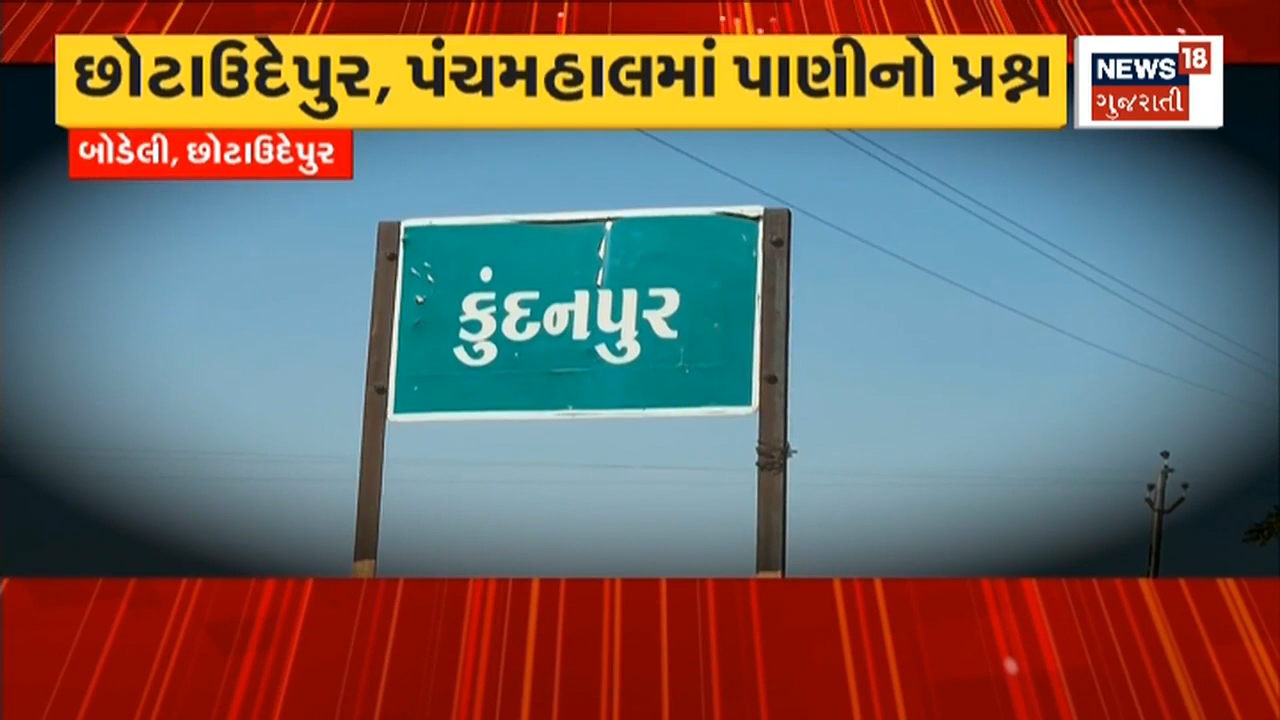 છોટાઉદેપુર, પંચમહાલમાં પાણીનો પ્રશ્ન
NEWS 18
ગુજરાતી
બોડેલી, છોટાઉદેપુર
કુંદનપુર